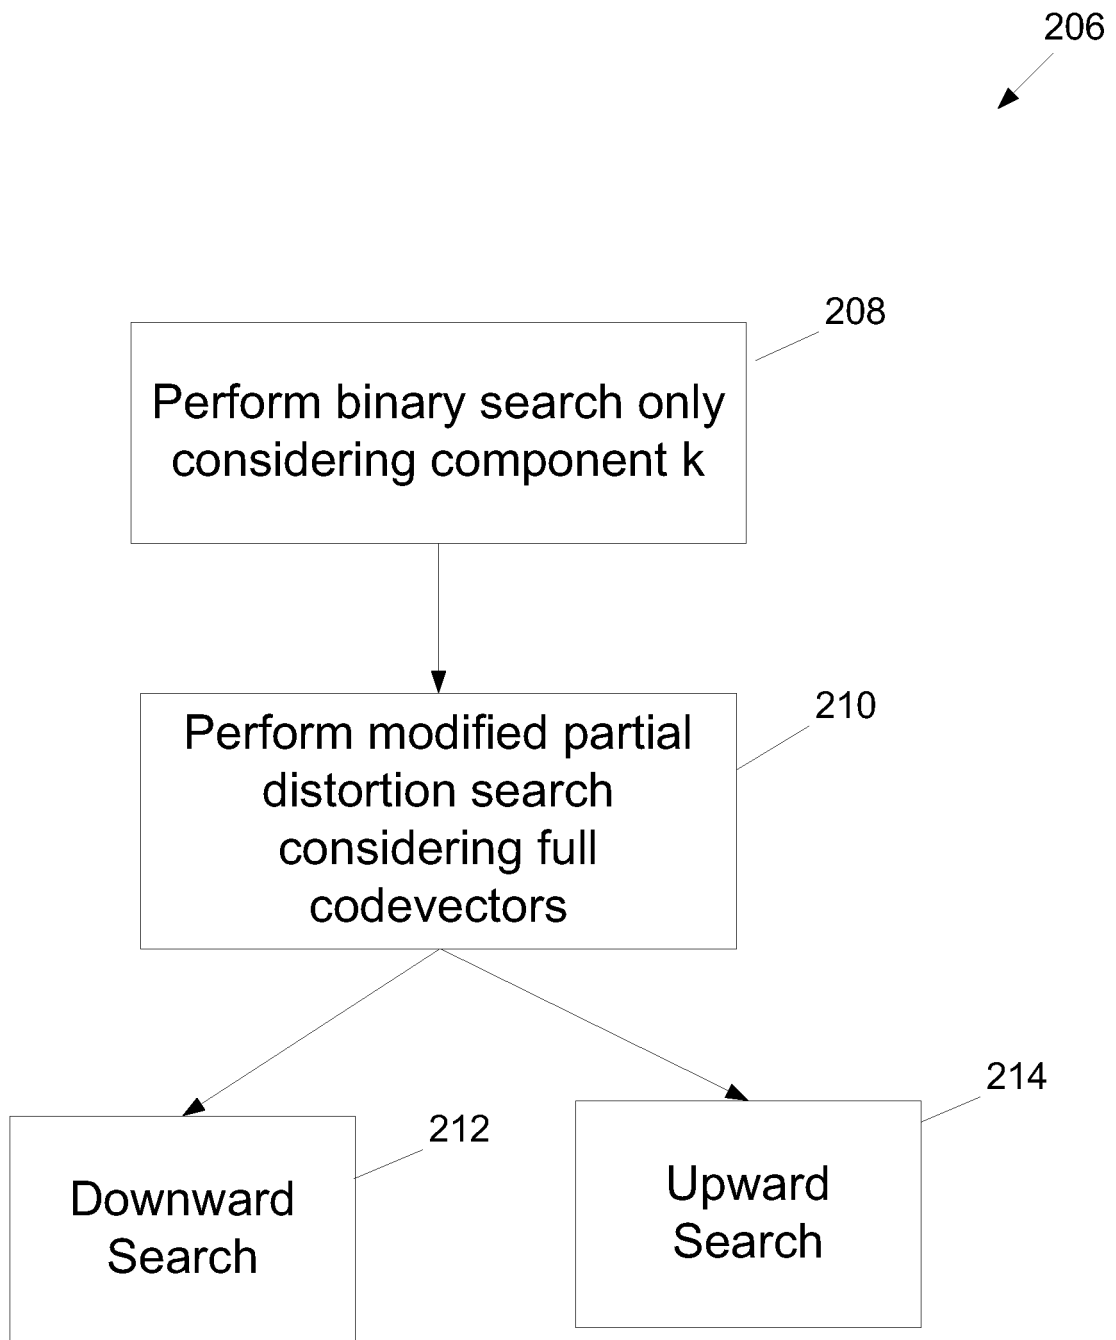 206
208
Perform binary search only
considering component k
210
Perform modified partial
distortion search
considering full
codevectors
212
Downward
Search
214
Upward
Search